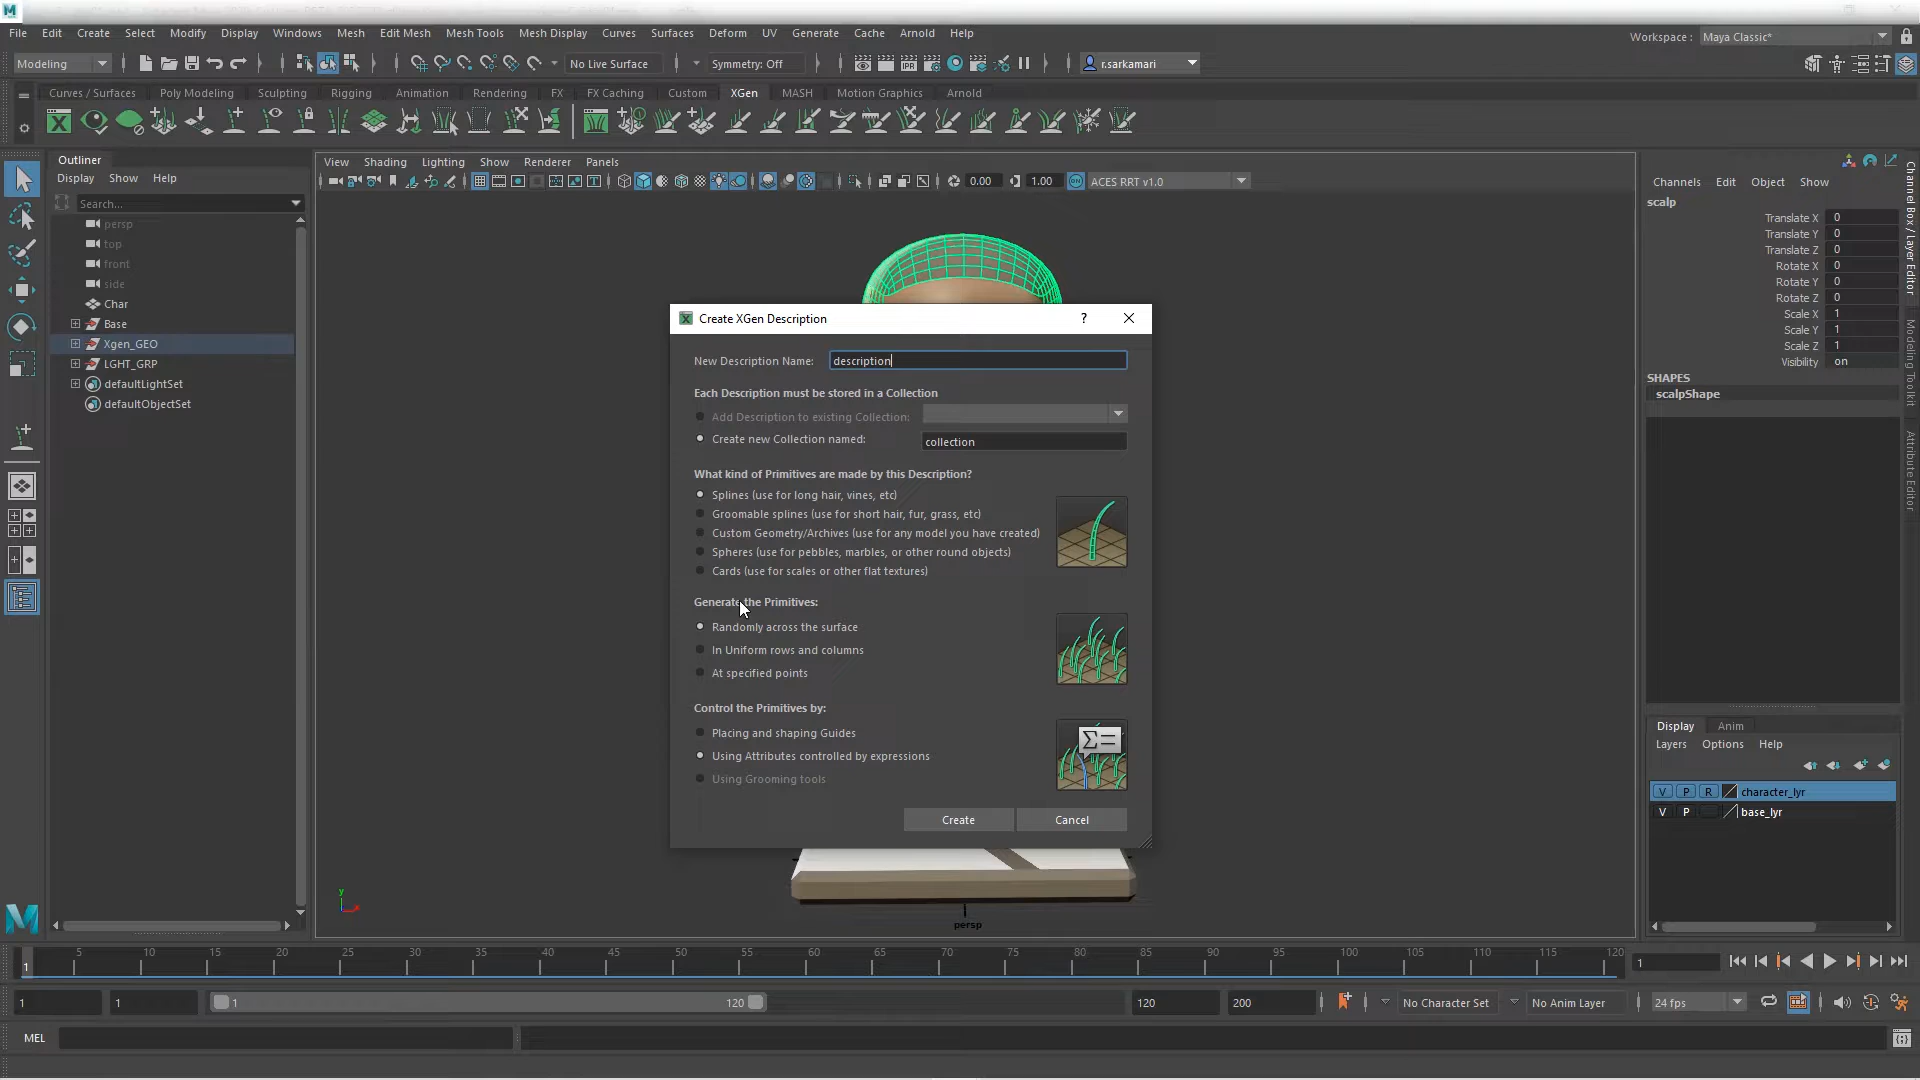 File Edit Create Select Modify Display Windows Mesh Edit Mesh Mesh Tools Mesh Display Curves Surfaces Deform UV Generate Cache Arnold Help
Workspace : Maya Classic*
Modeling
No Live Surface
Symmetry: Off
r.sarkamari
Curves / Surfaces Poly Modeling Sculpting Rigging Animation Rendering FX FX Caching Custom XGen MASH Motion Graphics Arnold
Outliner
Display Show Help
Search...
persp
top
front
side
Char
Base
Xgen_GEO
LGHT_GRP
defaultLightSet
defaultObjectSet
View Shading Lighting Show Renderer Panels
0.00 1.00 ACES RRT v1.0
Create XGen Description ?
New Description Name: description
Each Description must be stored in a Collection
Add Description to existing Collection:
Create new Collection named: collection
What kind of Primitives are made by this Description?
Splines (use for long hair, vines, etc)
Groomable splines (use for short hair, fur, grass, etc)
Custom Geometry/Archives (use for any model you have created)
Spheres (use for pebbles, marbles, or other round objects)
Cards (use for scales or other flat textures)
Generate the Primitives:
Randomly across the surface
In Uniform rows and columns
At specified points
Control the Primitives by:
Placing and shaping Guides
Using Attributes controlled by expressions
Using Grooming tools
Σ=
Create Cancel
y
persp
Channels Edit Object Show
scalp
Translate X 0
Translate Y 0
Translate Z 0
Rotate X 0
Rotate Y 0
Rotate Z 0
Scale X 1
Scale Y 1
Scale Z 1
Visibility on
SHAPES
scalpShape
Channel Box / Layer Editor
Modeling Toolkit
Attribute Editor
Display Anim
Layers Options Help
V P R character_lyr
V P base_lyr
1 5 10 15 20 25 30 35 40 45 50 55 60 65 70 75 80 85 90 95 100 105 110 115 120
1
1 1 1 120 120 200 No Character Set No Anim Layer 24 fps
MEL